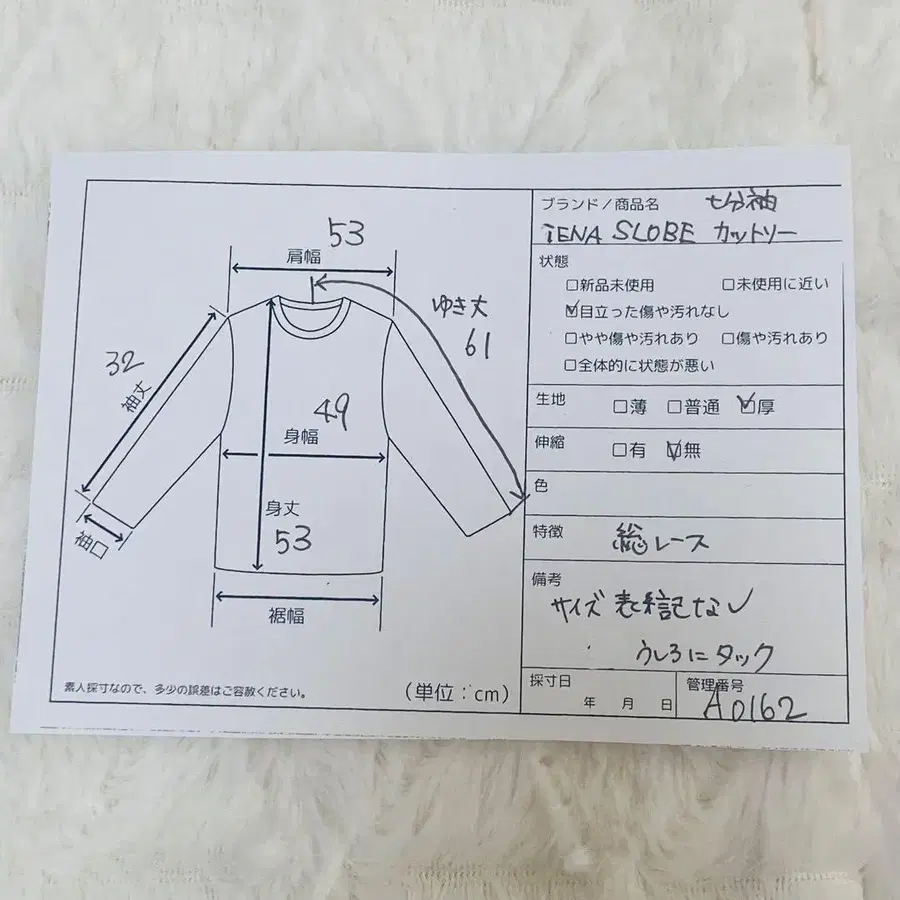 53
肩幅
ゆき丈
61
32
袖丈
49
身幅
身丈
53
袖口
裾幅
素人採寸なので、多少の誤差はご容赦ください。
(単位：cm)
ブランド／商品名 七分袖
iENA SLOBE カットソー
状態
□新品未使用 □未使用に近い
☑目立った傷や汚れなし
□やや傷や汚れあり □傷や汚れあり
□全体的に状態が悪い
生地 □薄 □普通 ☑厚
伸縮 □有 ☑無
色
特徴 総レース
備考
サイズ表記なし
うしろにタック
採寸日
年 月 日
管理番号
A0162